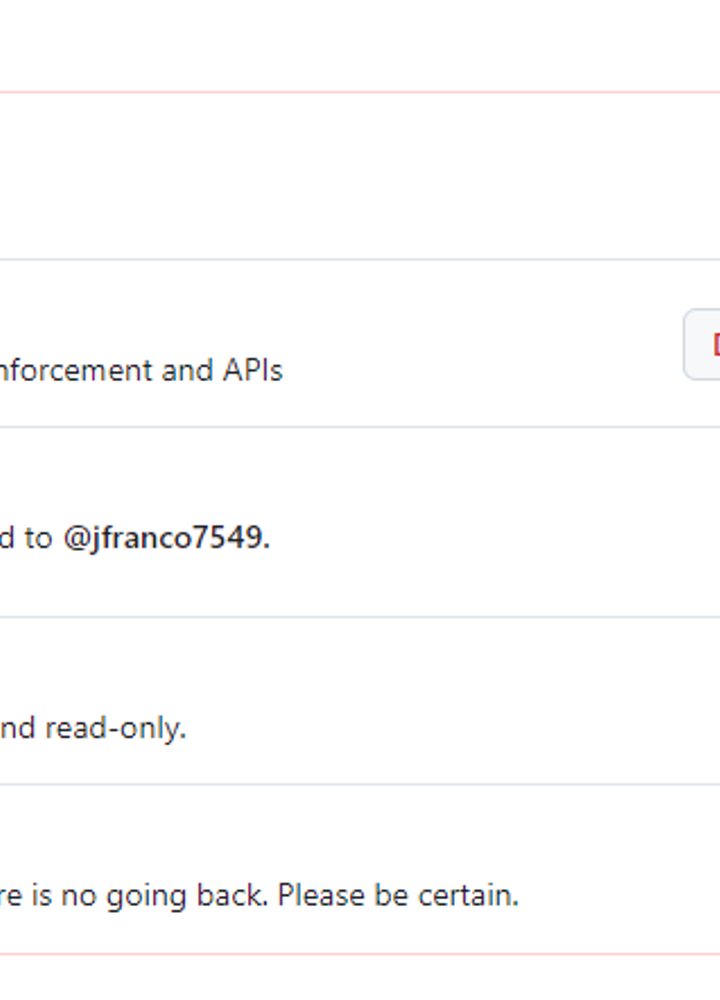 nforcement and APIs
d to @jfranco7549.
nd read-only.
re is no going back. Please be certain.